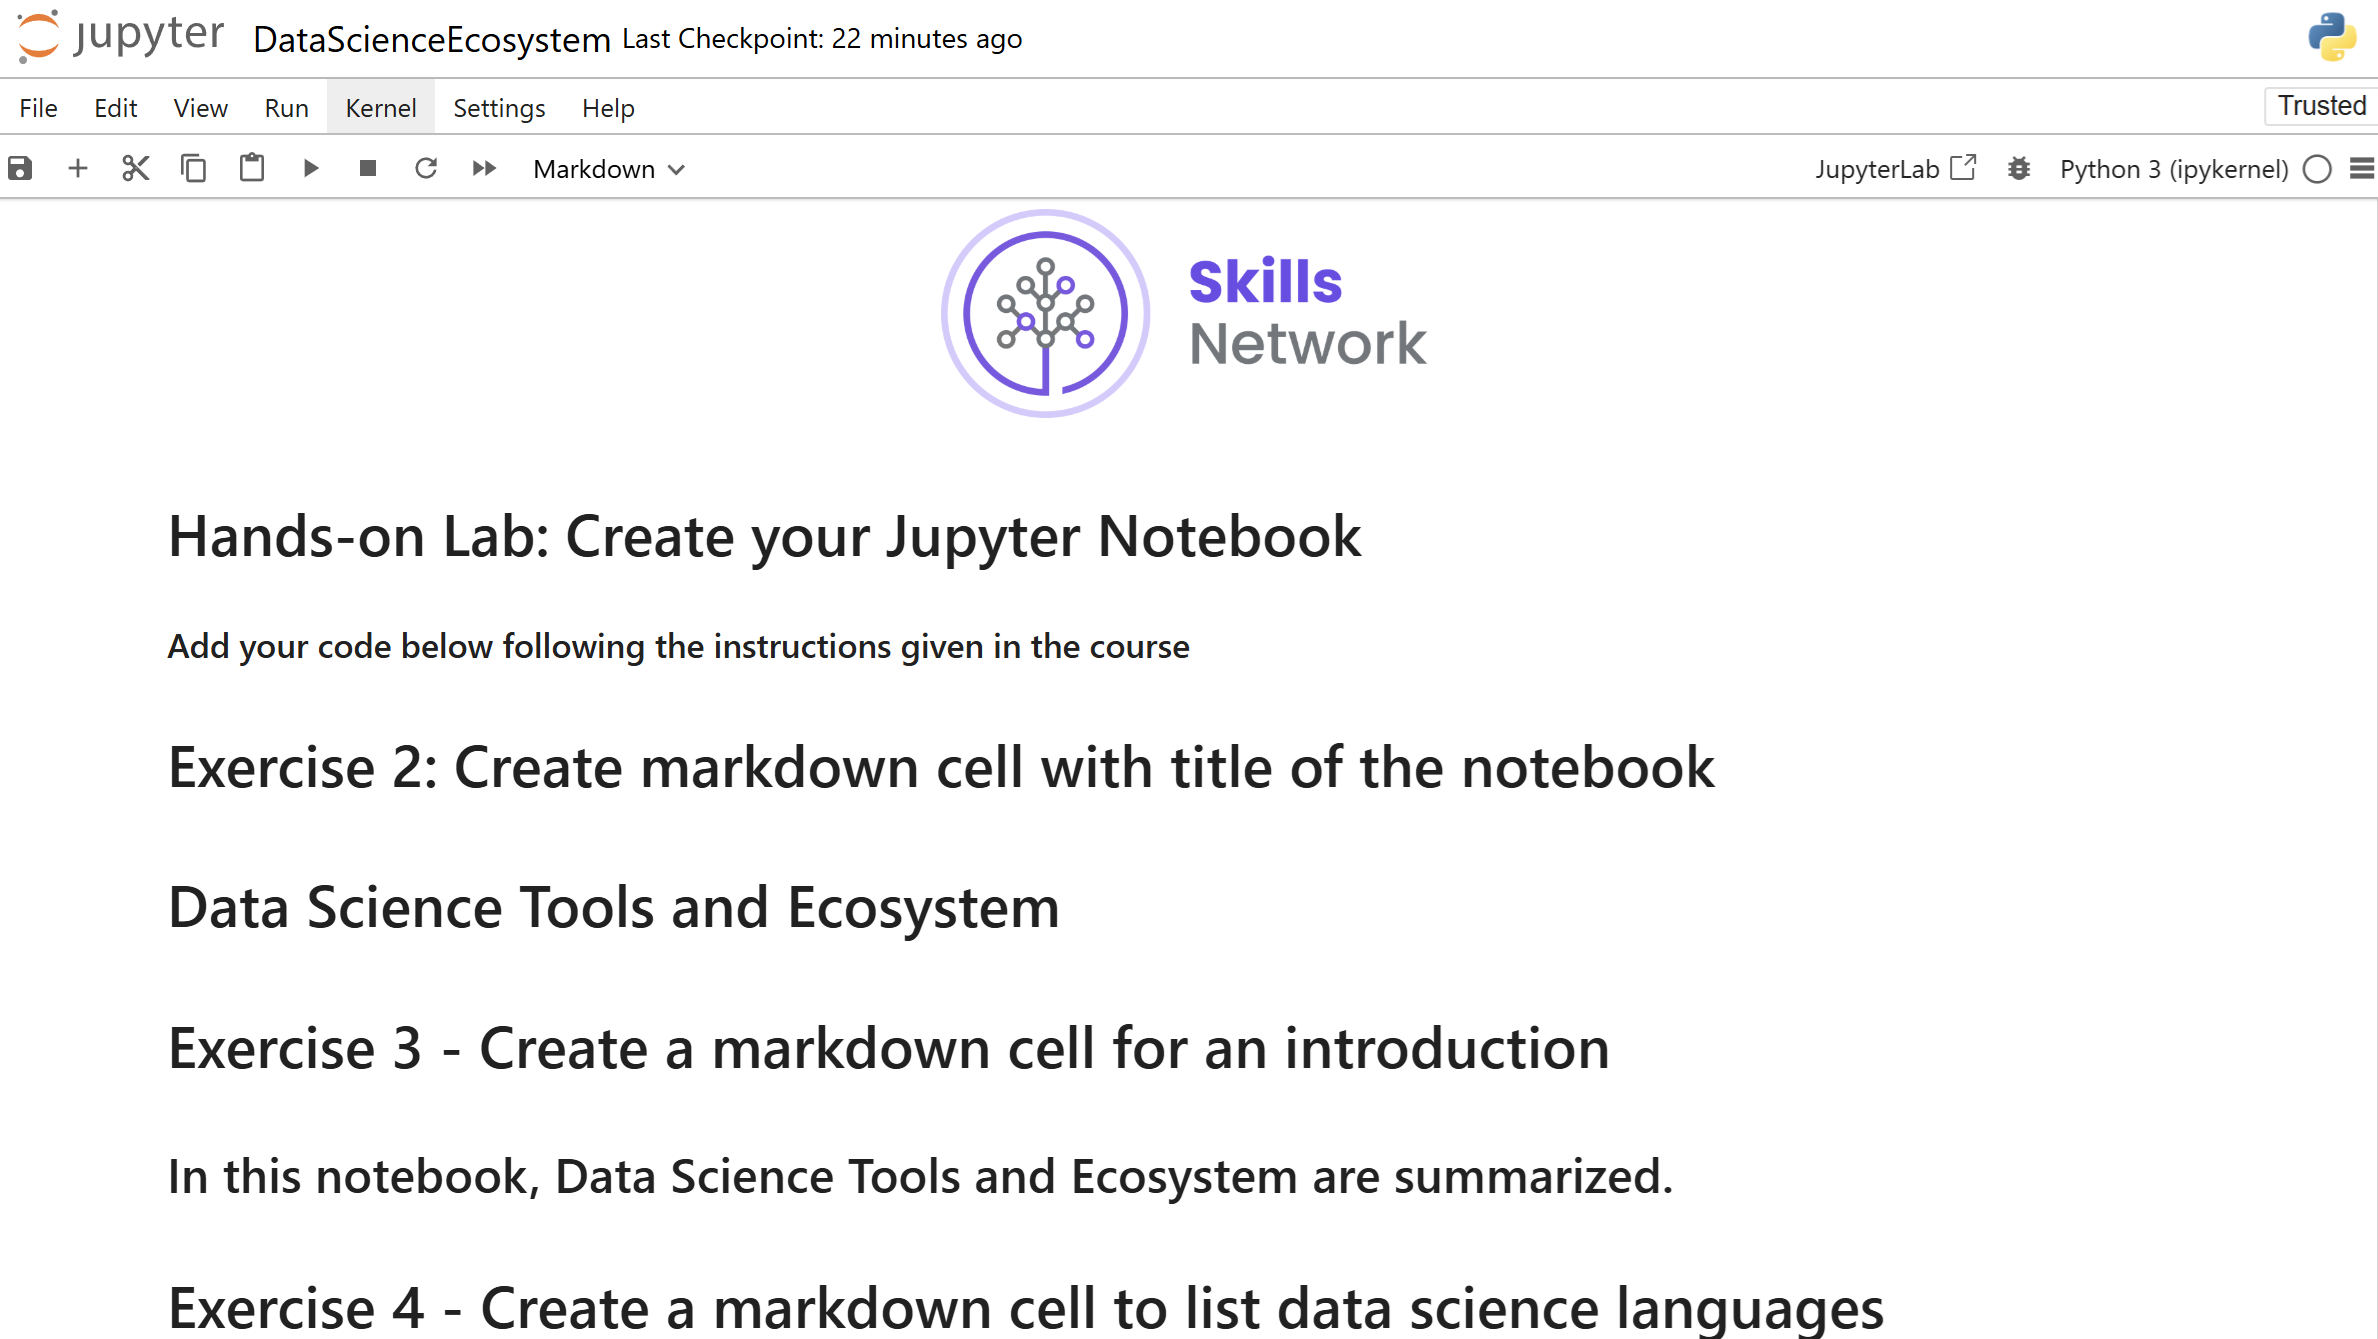 jupyter DataScienceEcosystem Last Checkpoint: 22 minutes ago
File Edit View Run Kernel Settings Help Trusted
Markdown JupyterLab Python 3 (ipykernel)
Skills
Network
Hands-on Lab: Create your Jupyter Notebook
Add your code below following the instructions given in the course
Exercise 2: Create markdown cell with title of the notebook
Data Science Tools and Ecosystem
Exercise 3 - Create a markdown cell for an introduction
In this notebook, Data Science Tools and Ecosystem are summarized.
Exercise 4 - Create a markdown cell to list data science languages